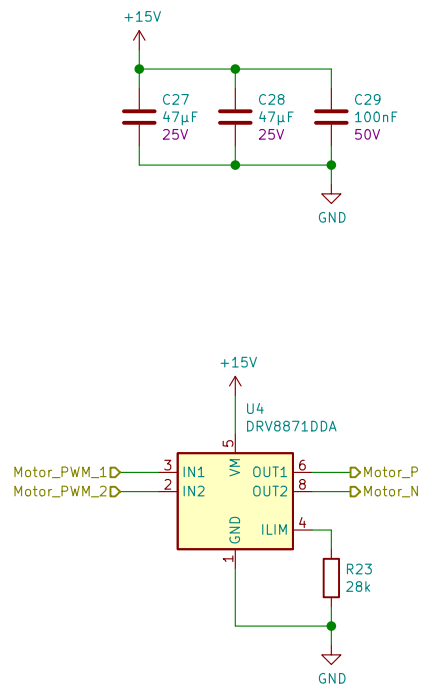 +15V
C27
47µF
25V
C28
47µF
25V
C29
100nF
50V
GND
+15V
U4
DRV8871DDA
5
VM
Motor_PWM_1
3
IN1
OUT1
6
Motor_P
Motor_PWM_2
2
IN2
OUT2
8
Motor_N
GND
ILIM
4
1
R23
28k
GND